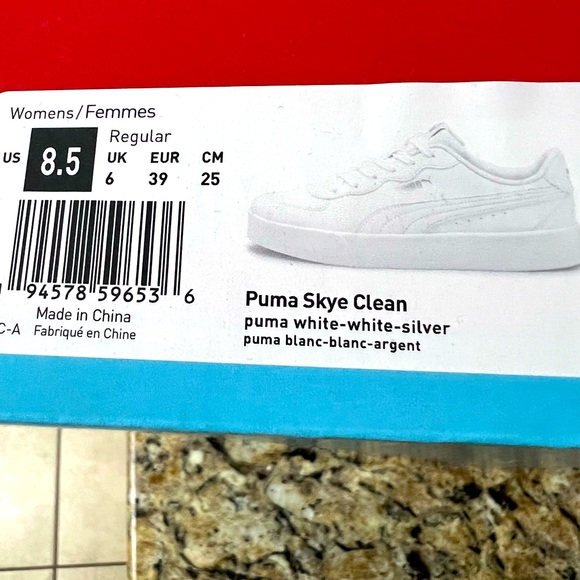 Womens/Femmes
Regular
US 8.5 UK EUR CM
6 39 25
94578 59653 6
Made in China
C-A Fabriqué en Chine
Puma Skye Clean
puma white-white-silver
puma blanc-blanc-argent